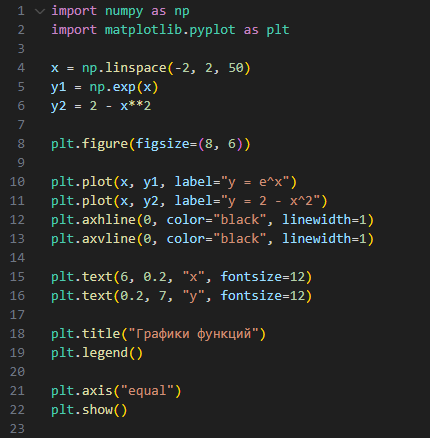 1 import numpy as np
2 import matplotlib.pyplot as plt
3
4 x = np.linspace(-2, 2, 50)
5 y1 = np.exp(x)
6 y2 = 2 - x**2
7
8 plt.figure(figsize=(8, 6))
9
10 plt.plot(x, y1, label="y = e^x")
11 plt.plot(x, y2, label="y = 2 - x^2")
12 plt.axhline(0, color="black", linewidth=1)
13 plt.axvline(0, color="black", linewidth=1)
14
15 plt.text(6, 0.2, "x", fontsize=12)
16 plt.text(0.2, 7, "y", fontsize=12)
17
18 plt.title("Графики функций")
19 plt.legend()
20
21 plt.axis("equal")
22 plt.show()
23